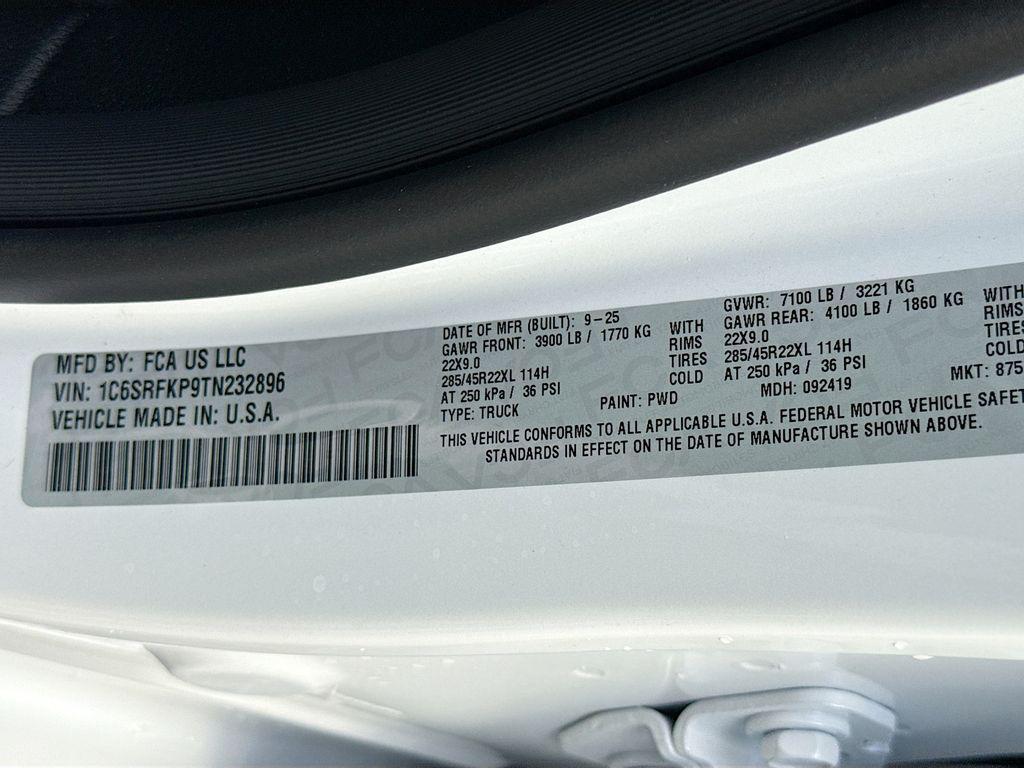 MFD BY: FCA US LLC
VIN: 1C6SRFKP9TN232896
VEHICLE MADE IN: U.S.A.
DATE OF MFR (BUILT): 9-25
GAWR FRONT: 3900 LB / 1770 KG WITH
22X9.0 RIMS
285/45R22XL 114H TIRES
AT 250 kPa / 36 PSI COLD
TYPE: TRUCK PAINT: PWD
GVWR: 7100 LB / 3221 KG
GAWR REAR: 4100 LB / 1860 KG WITH
22X9.0 RIMS
285/45R22XL 114H TIRES
AT 250 kPa / 36 PSI COLD
MDH: 092419 MKT: 875
THIS VEHICLE CONFORMS TO ALL APPLICABLE U.S.A. FEDERAL MOTOR VEHICLE SAFET
STANDARDS IN EFFECT ON THE DATE OF MANUFACTURE SHOWN ABOVE.